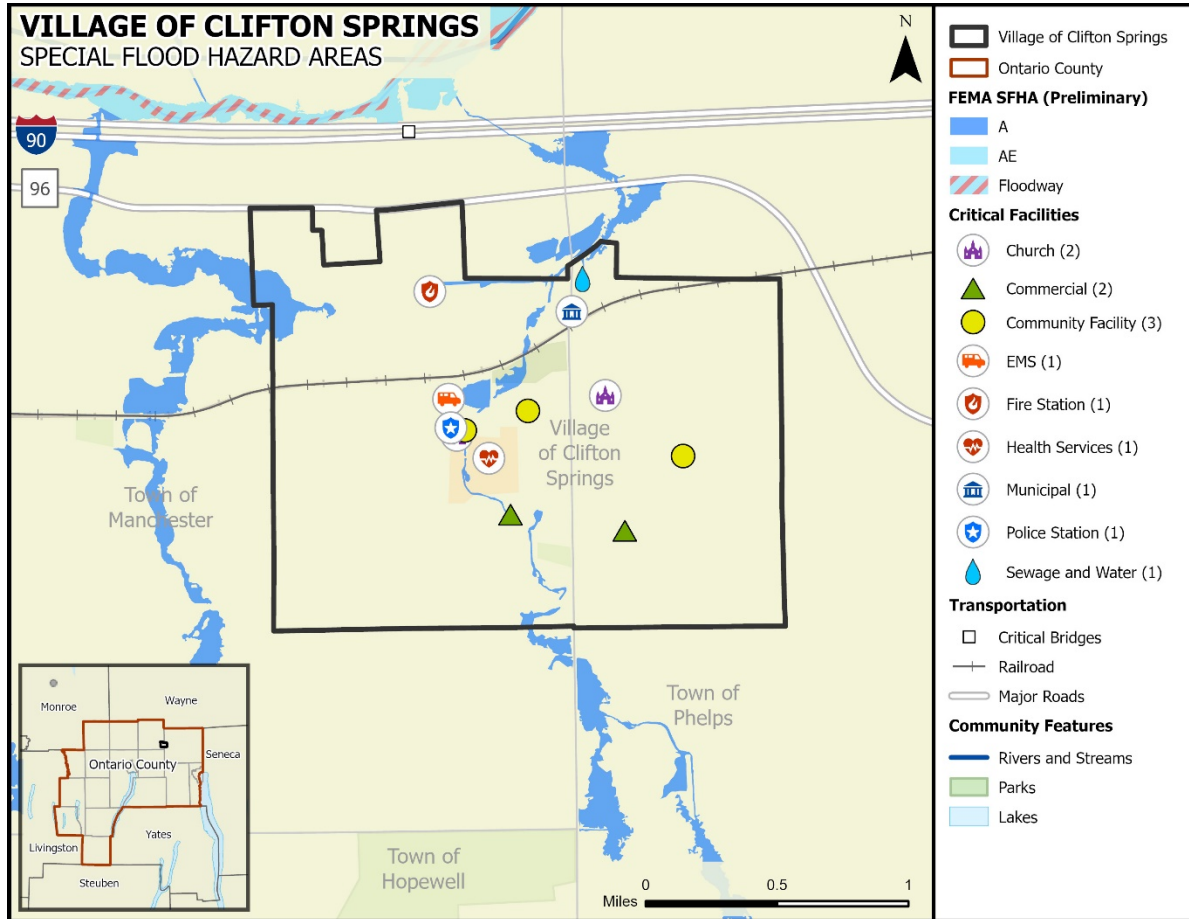 VILLAGE OF CLIFTON SPRINGS
SPECIAL FLOOD HAZARD AREAS
N
90
96
Village
of Clifton
Springs
Town of
Manchester
Town of
Phelps
Town of
Hopewell
Monroe
Wayne
Seneca
Ontario County
Yates
Livingston
Steuben
0
0.5
1
Miles
Village of Clifton Springs
Ontario County
FEMA SFHA (Preliminary)
A
AE
Floodway
Critical Facilities
Church (2)
Commercial (2)
Community Facility (3)
EMS (1)
Fire Station (1)
Health Services (1)
Municipal (1)
Police Station (1)
Sewage and Water (1)
Transportation
Critical Bridges
Railroad
Major Roads
Community Features
Rivers and Streams
Parks
Lakes